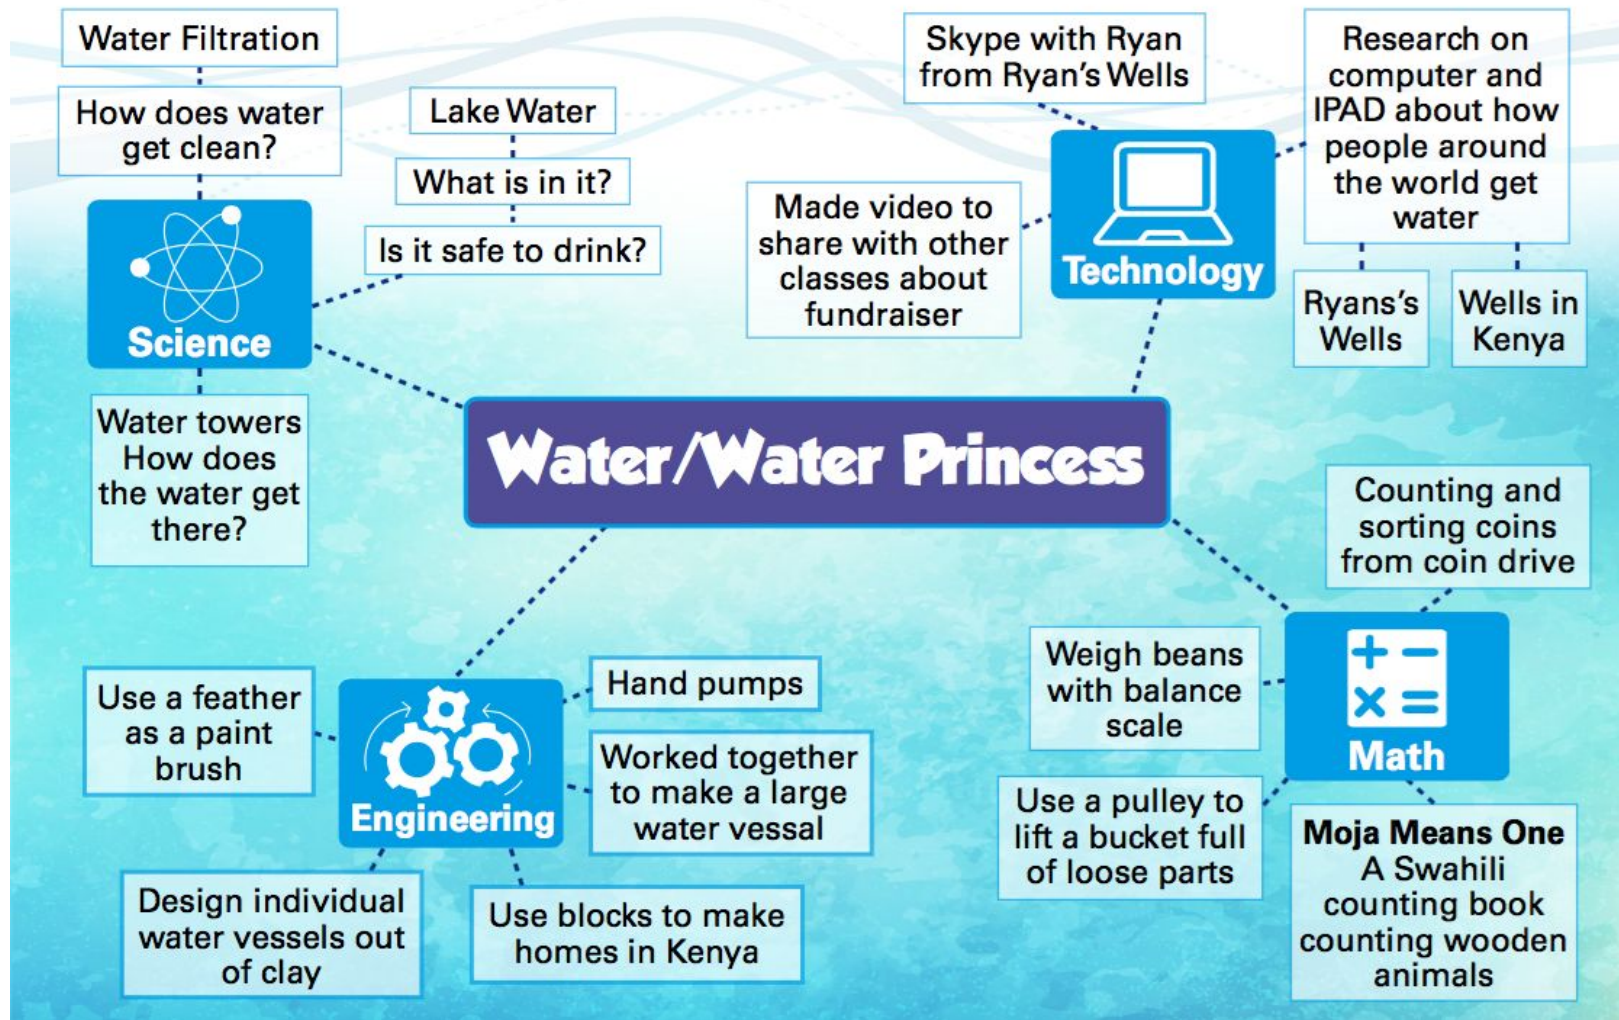 Water Filtration
How does water
get clean?
Lake Water
What is in it?
Is it safe to drink?
Science
Water towers
How does
the water get
there?
Skype with Ryan
from Ryan's Wells
Made video to
share with other
classes about
fundraiser
Technology
Research on
computer and
IPAD about how
people around
the world get
water
Ryans's
Wells
Wells in
Kenya
Water/Water Princess
Use a feather
as a paint
brush
Engineering
Hand pumps
Worked together
to make a large
water vessal
Design individual
water vessels out
of clay
Use blocks to make
homes in Kenya
Counting and
sorting coins
from coin drive
Weigh beans
with balance
scale
Math
Use a pulley to
lift a bucket full
of loose parts
Moja Means One
A Swahili
counting book
counting wooden
animals